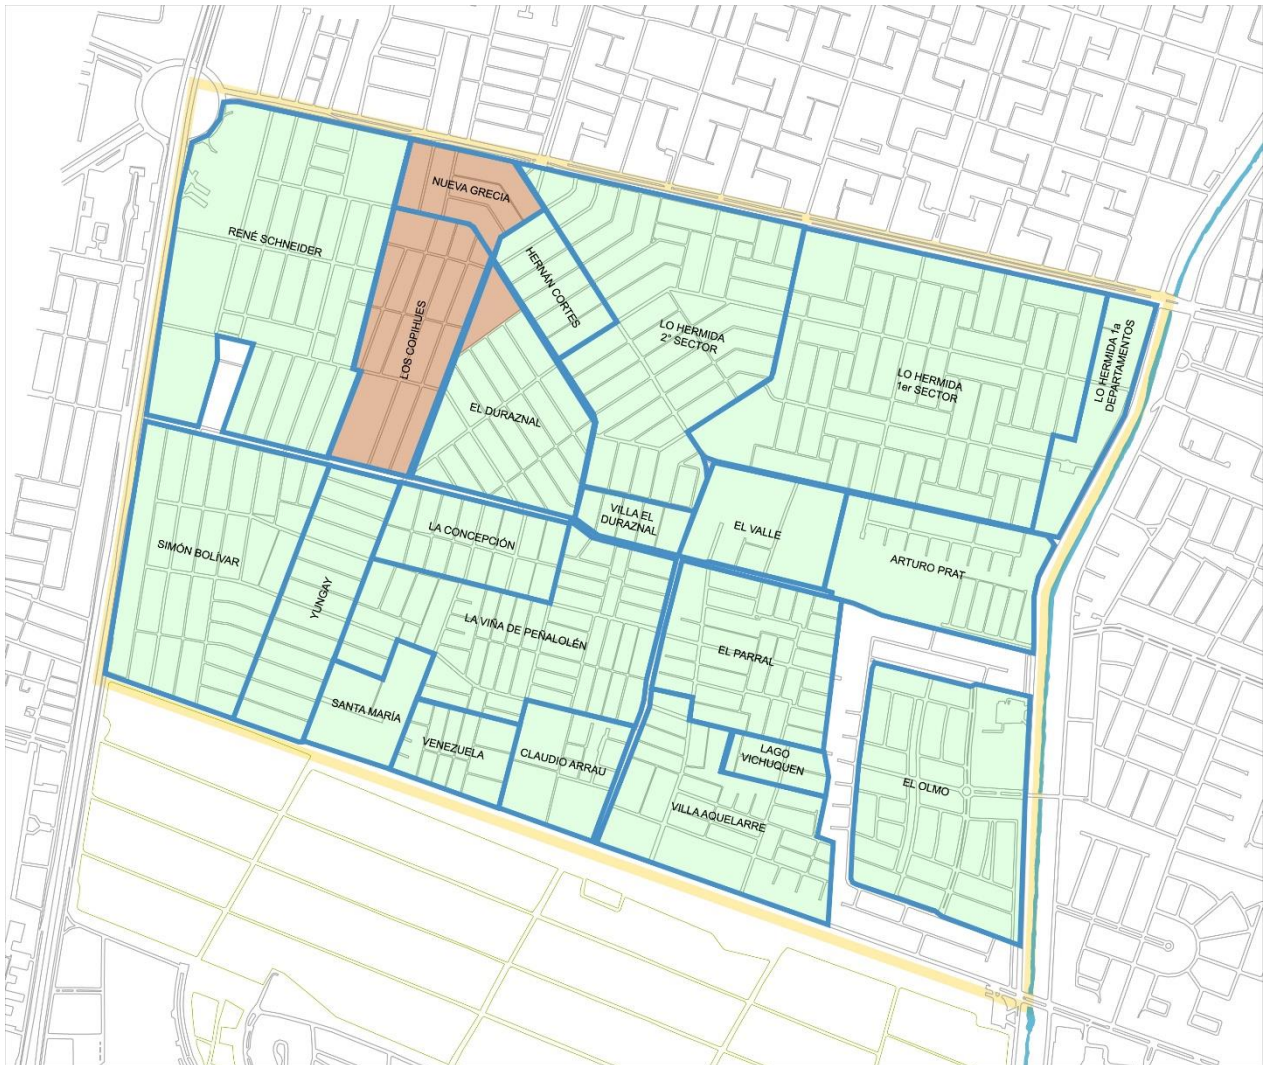 NUEVA GRECIA
RENÉ SCHNEIDER
HERNÁN CORTES
LOS COPIHUES
LO HERMIDA
2° SECTOR
LO HERMIDA 1a
DEPARTAMENTOS
LO HERMIDA
1er SECTOR
EL DURAZNAL
VILLA EL
DURAZNAL
EL VALLE
LA CONCEPCIÓN
SIMÓN BOLÍVAR
ARTURO PRAT
YUNGAY
LA VIÑA DE PEÑALOLÉN
EL PARRAL
SANTA MARÍA
VENEZUELA
CLAUDIO ARRAU
LAGO
VICHUQUEN
EL OLMO
VILLA AQUELARRE